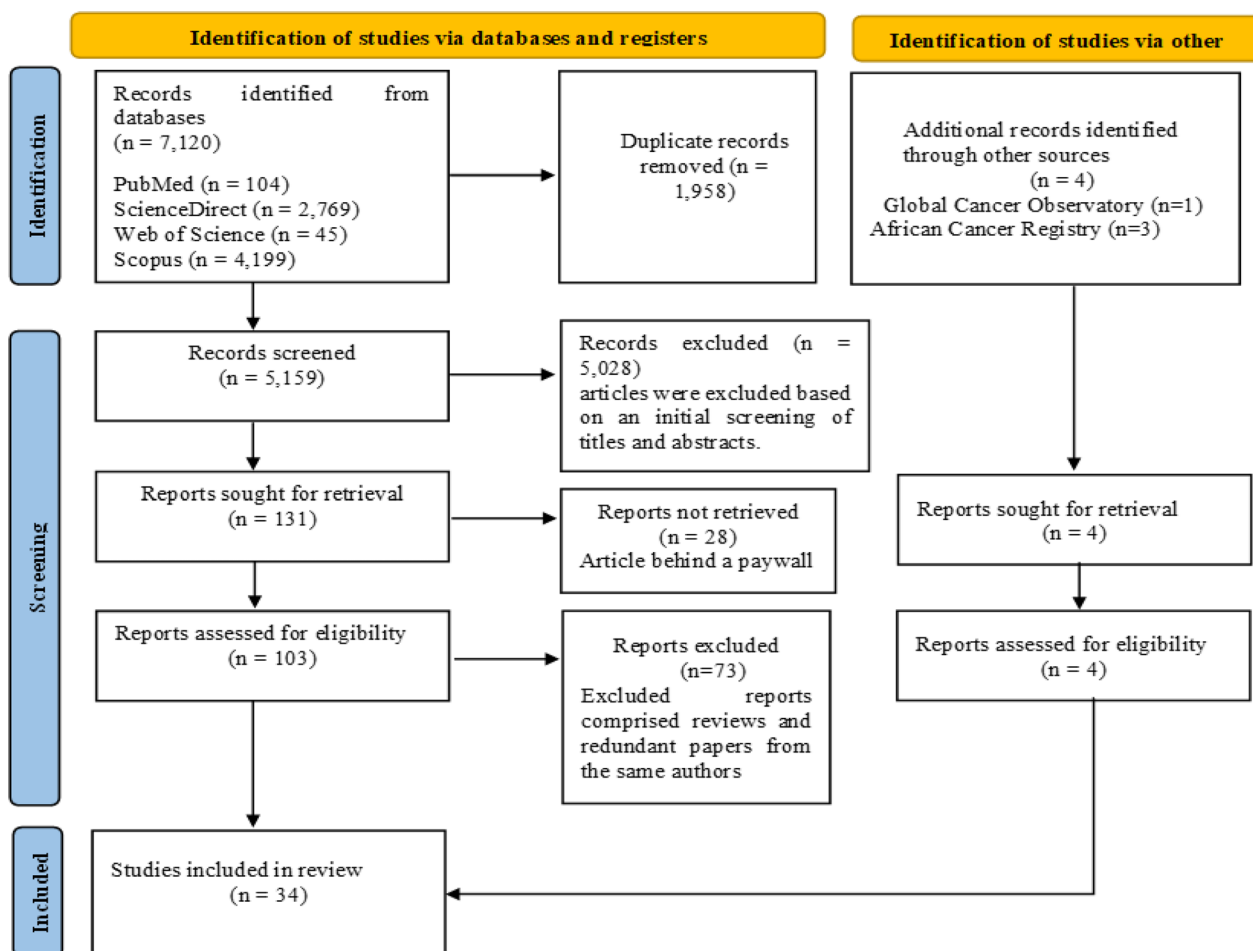 Identification of studies via databases and registers
Identification of studies via other
Identification
Records identified from
databases
(n = 7,120)
PubMed (n = 104)
ScienceDirect (n = 2,769)
Web of Science (n = 45)
Scopus (n = 4,199)
Duplicate records
removed (n =
1,958)
Additional records identified
through other sources
(n = 4)
Global Cancer Observatory (n=1)
African Cancer Registry (n=3)
Screening
Records screened
(n = 5,159)
Records excluded (n =
5,028)
articles were excluded based
on an initial screening of
titles and abstracts.
Reports sought for retrieval
(n = 131)
Reports not retrieved
(n = 28)
Article behind a paywall
Reports sought for retrieval
(n = 4)
Reports assessed for eligibility
(n = 103)
Reports excluded
(n=73)
Excluded reports
comprised reviews and
redundant papers from
the same authors
Reports assessed for eligibility
(n = 4)
Included
Studies included in review
(n = 34)